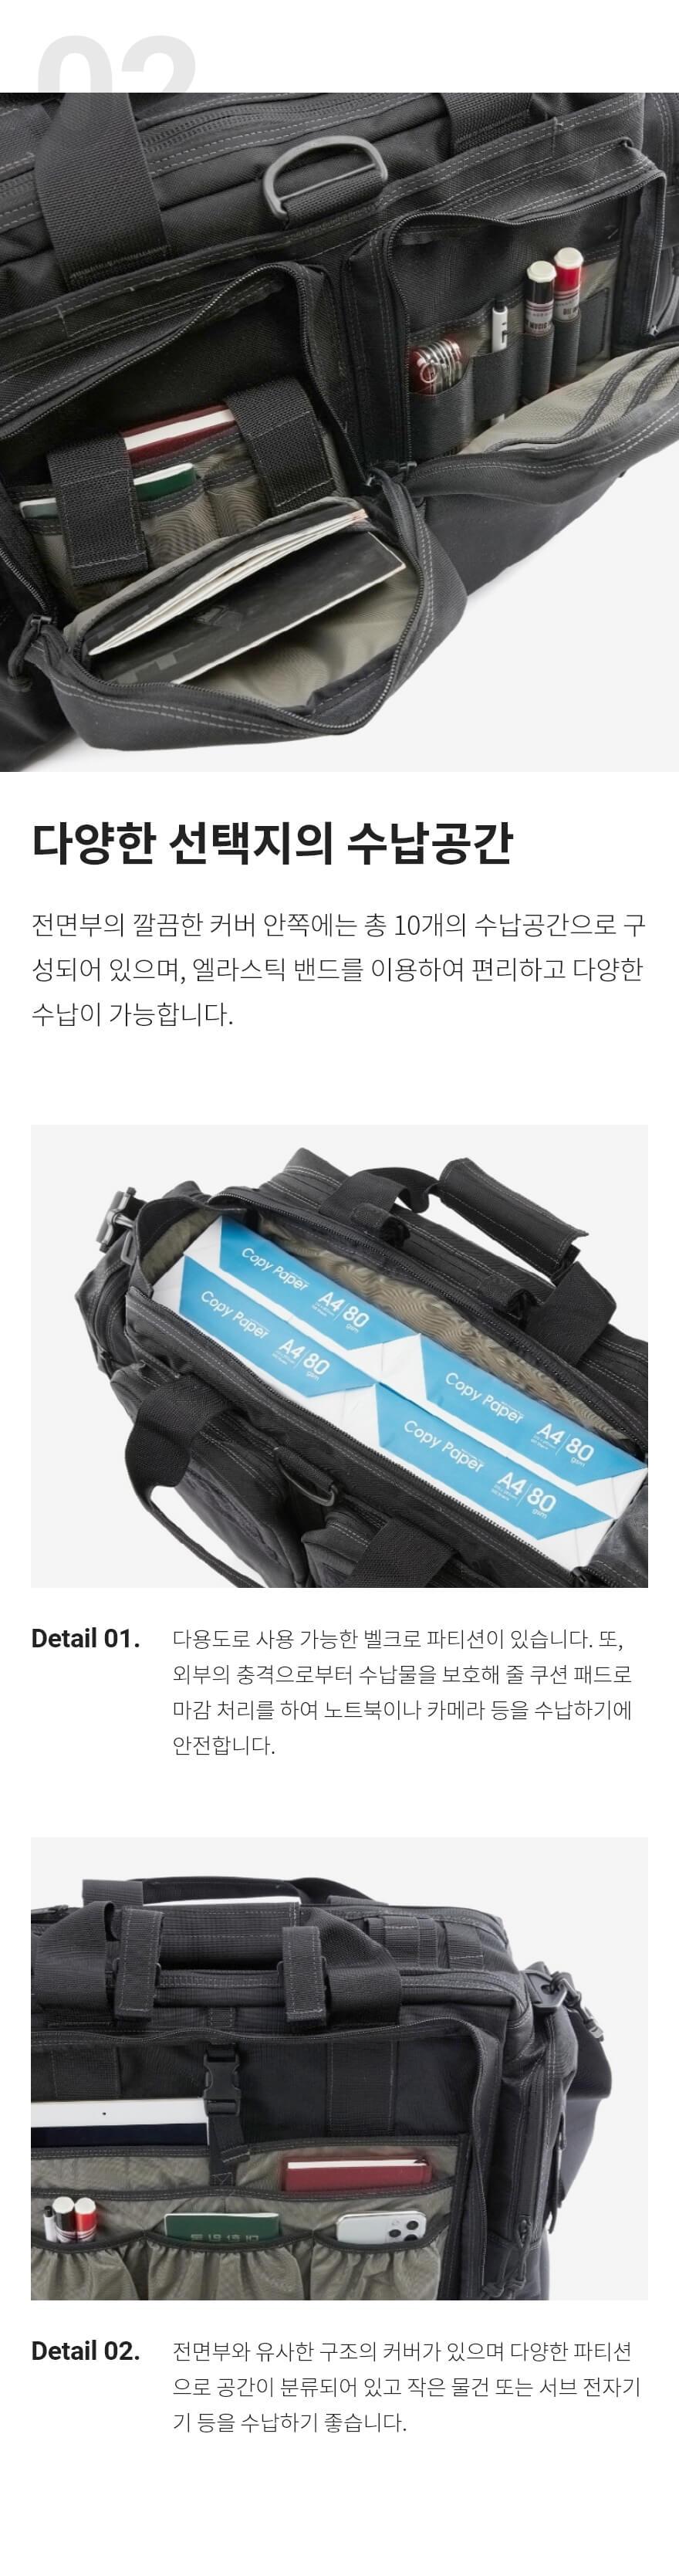 02
다양한 선택지의 수납공간
전면부의 깔끔한 커버 안쪽에는 총 10개의 수납공간으로 구
성되어 있으며, 엘라스틱 밴드를 이용하여 편리하고 다양한
수납이 가능합니다.
Copy Paper A4 80 gsm
Copy Paper A4 80
Copy Paper A4 80 gsm
Copy Paper A4 80 gsm
Detail 01.
다용도로 사용 가능한 벨크로 파티션이 있습니다. 또,
외부의 충격으로부터 수납물을 보호해 줄 쿠션 패드로
마감 처리를 하여 노트북이나 카메라 등을 수납하기에
안전합니다.
Detail 02.
전면부와 유사한 구조의 커버가 있으며 다양한 파티션
으로 공간이 분류되어 있고 작은 물건 또는 서브 전자기
기 등을 수납하기 좋습니다.